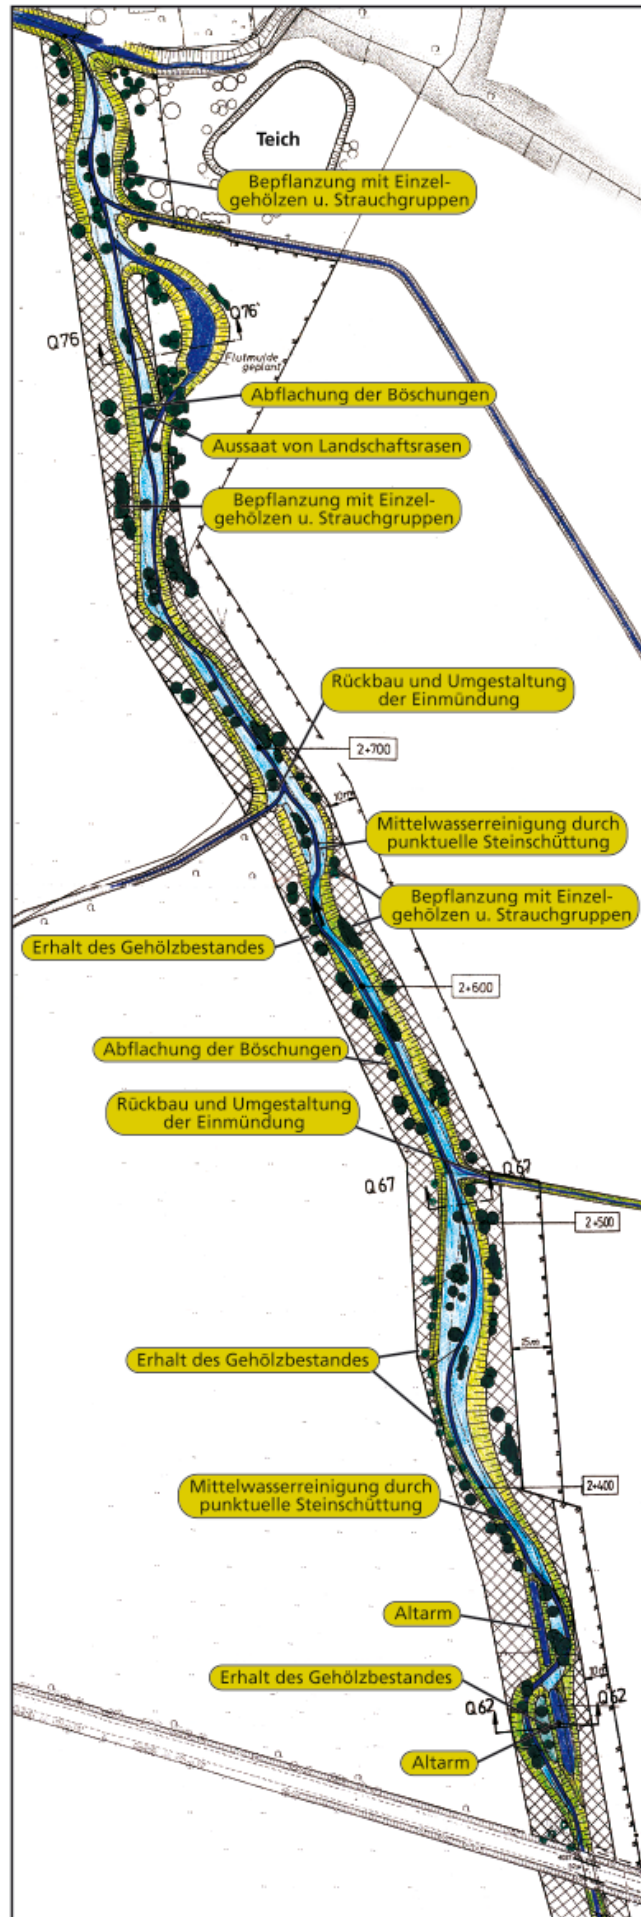 Teich
Bepflanzung mit Einzel-
gehölzen u. Strauchgruppen
Q76
Q76'
Flutmulde
geplant
Abflachung der Böschungen
Aussaat von Landschaftsrasen
Bepflanzung mit Einzel-
gehölzen u. Strauchgruppen
Rückbau und Umgestaltung
der Einmündung
2+700
10m
Mittelwasserreinigung durch
punktuelle Steinschüttung
Bepflanzung mit Einzel-
gehölzen u. Strauchgruppen
Erhalt des Gehölzbestandes
2+600
Abflachung der Böschungen
Rückbau und Umgestaltung
der Einmündung
Q67
Q67
2+500
Erhalt des Gehölzbestandes
15m
2+400
Mittelwasserreinigung durch
punktuelle Steinschüttung
Altarm
Erhalt des Gehölzbestandes
10m
Q62
Q62
Altarm